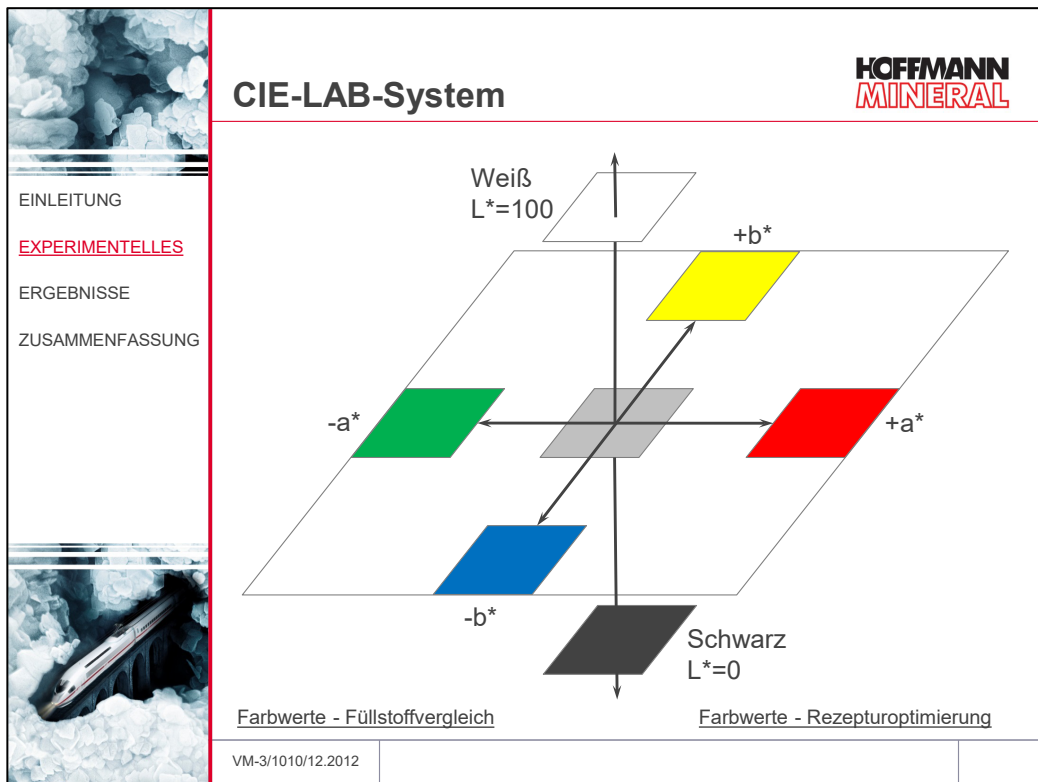 CIE-LAB-System
HOFFMANN
MINERAL
EINLEITUNG
EXPERIMENTELLES
ERGEBNISSE
ZUSAMMENFASSUNG
Weiß
L*=100
+b*
-a*
+a*
-b*
Schwarz
L*=0
Farbwerte - Füllstoffvergleich
Farbwerte - Rezepturoptimierung
VM-3/1010/12.2012